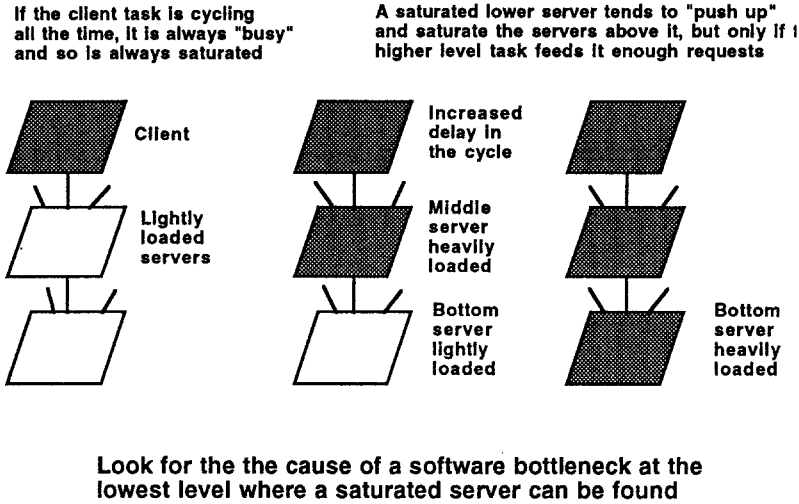 If the client task is cycling
all the time, it is always "busy"
and so is always saturated
A saturated lower server tends to "push up"
and saturate the servers above it, but only if
higher level task feeds it enough requests
Client
Lightly
loaded
servers
Increased
delay in
the cycle
Middle
server
heavily
loaded
Bottom
server
lightly
loaded
Bottom
server
heavily
loaded
Look for the the cause of a software bottleneck at the
lowest level where a saturated server can be found